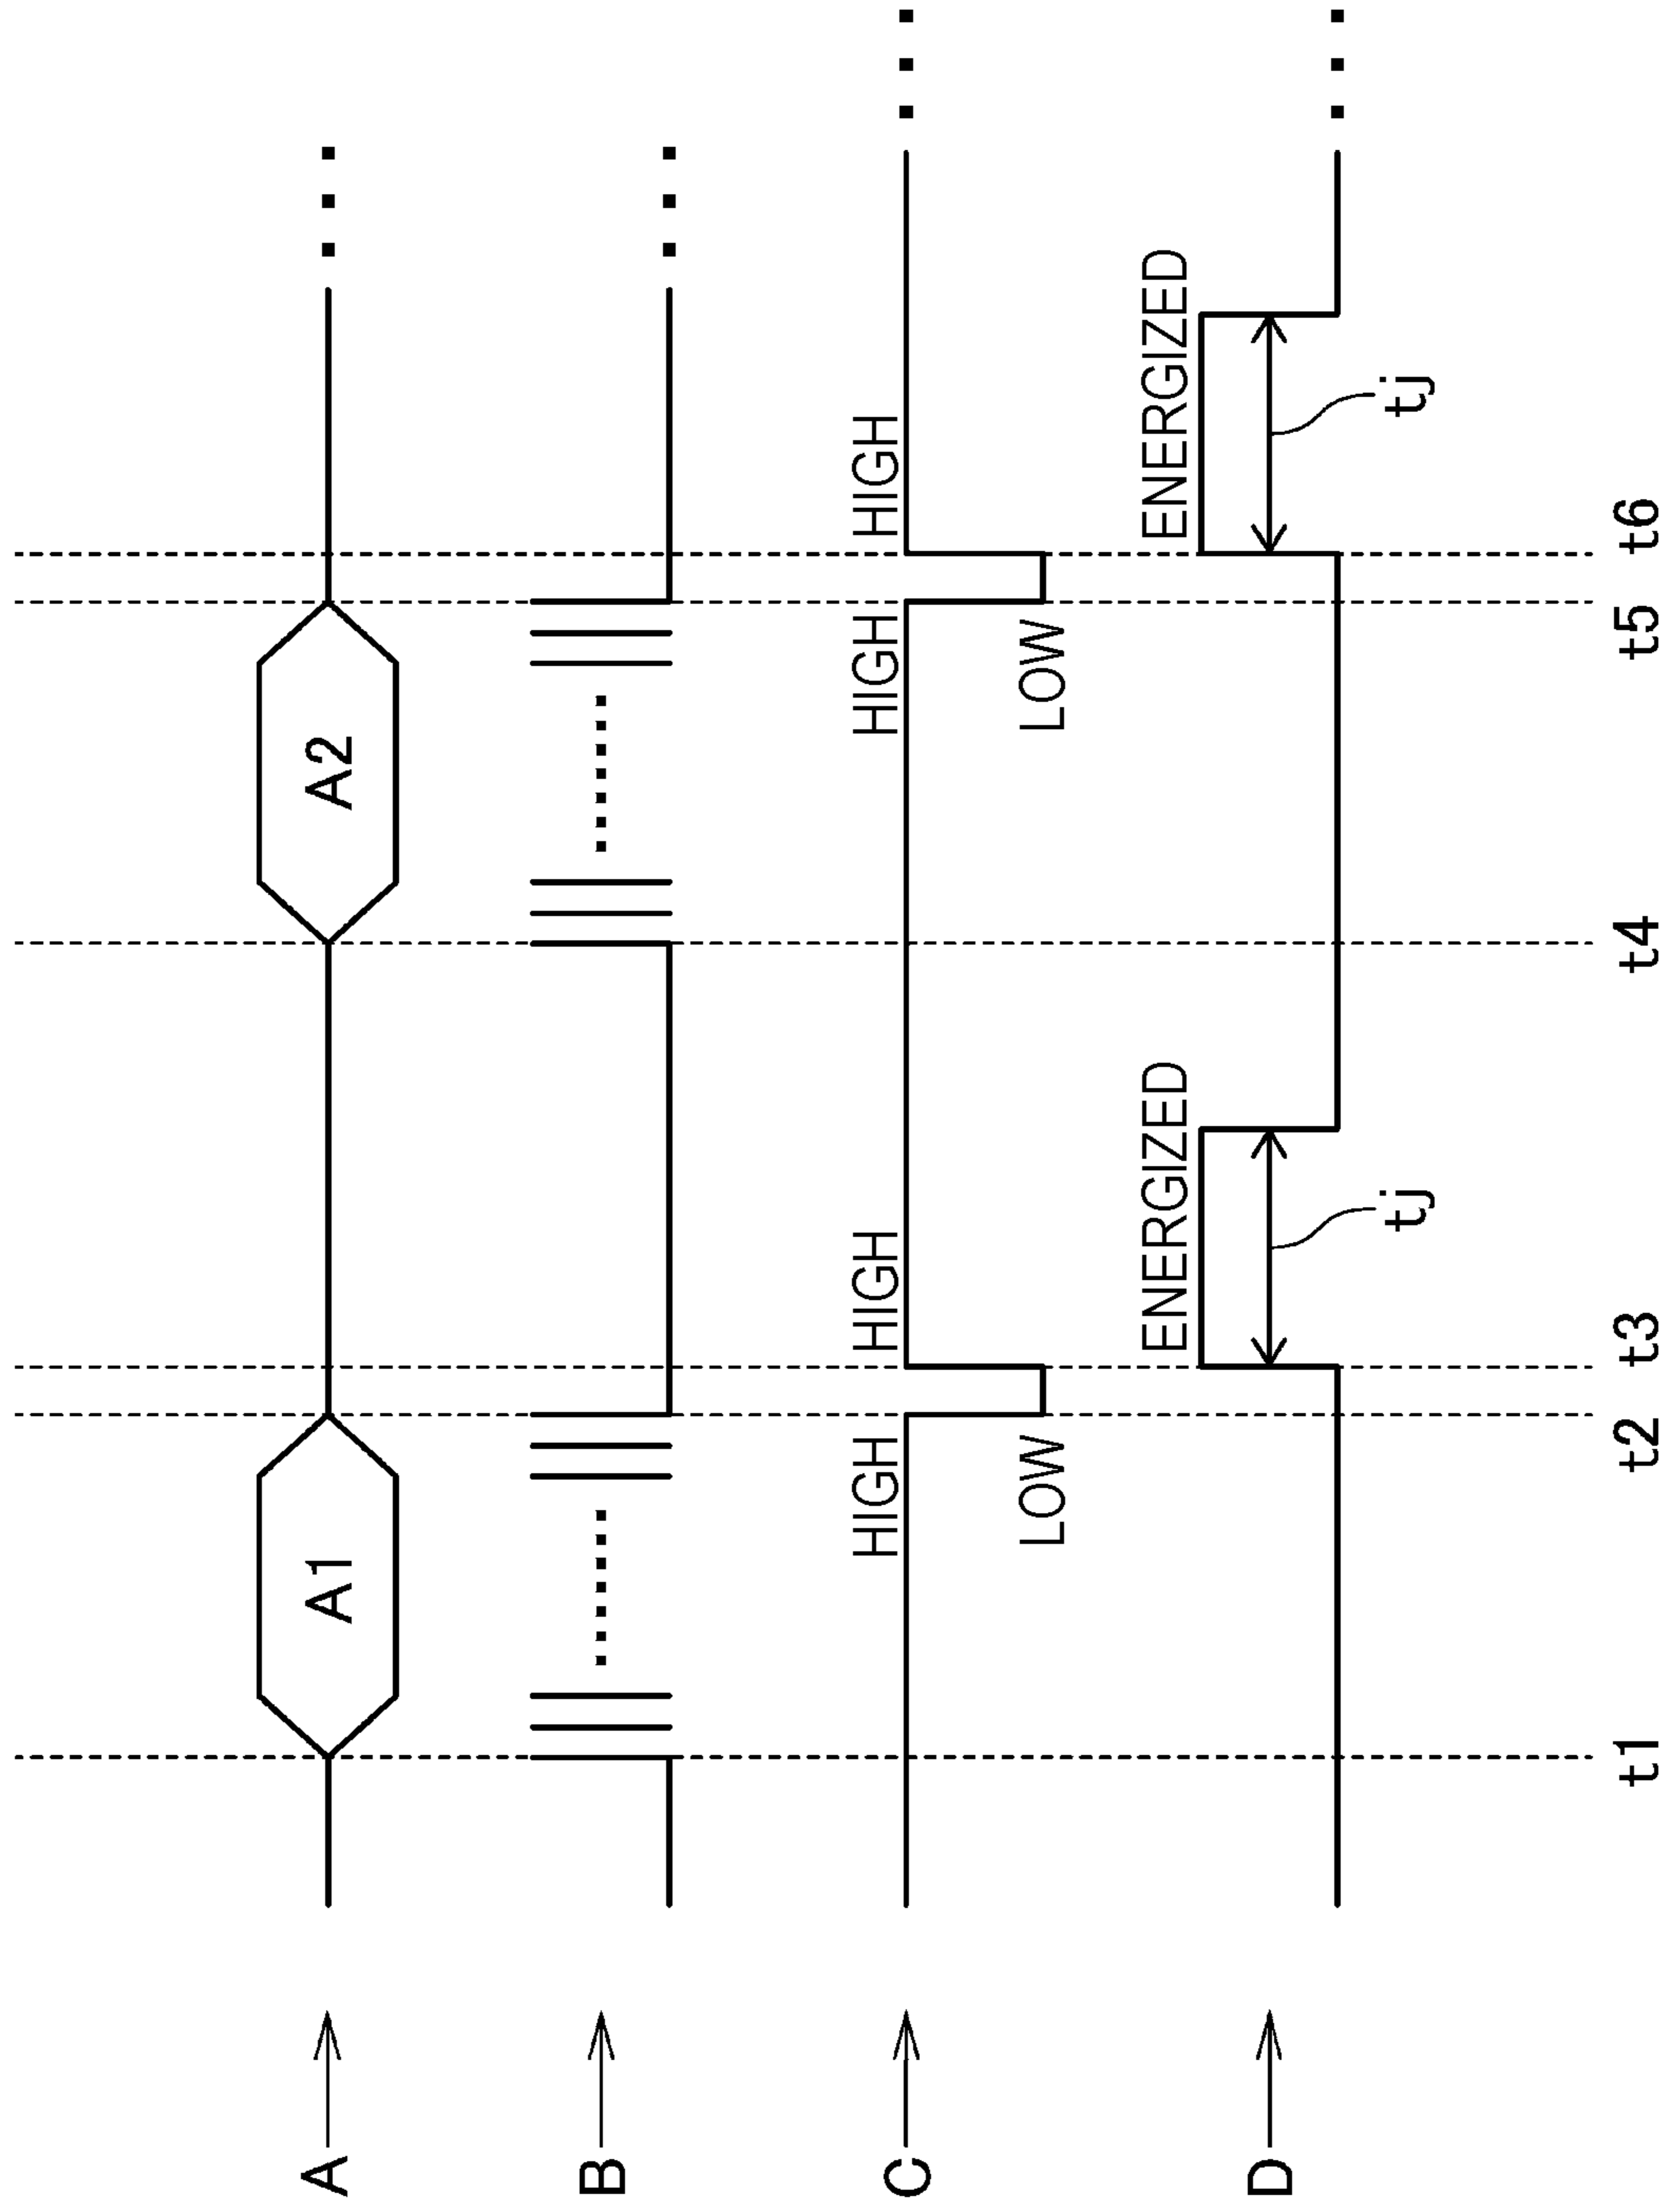 A
A1
A2
B
C
HIGH
HIGH
HIGH
HIGH
LOW
LOW
D
ENERGIZED
ENERGIZED
tj
tj
t1
t2
t3
t4
t5
t6